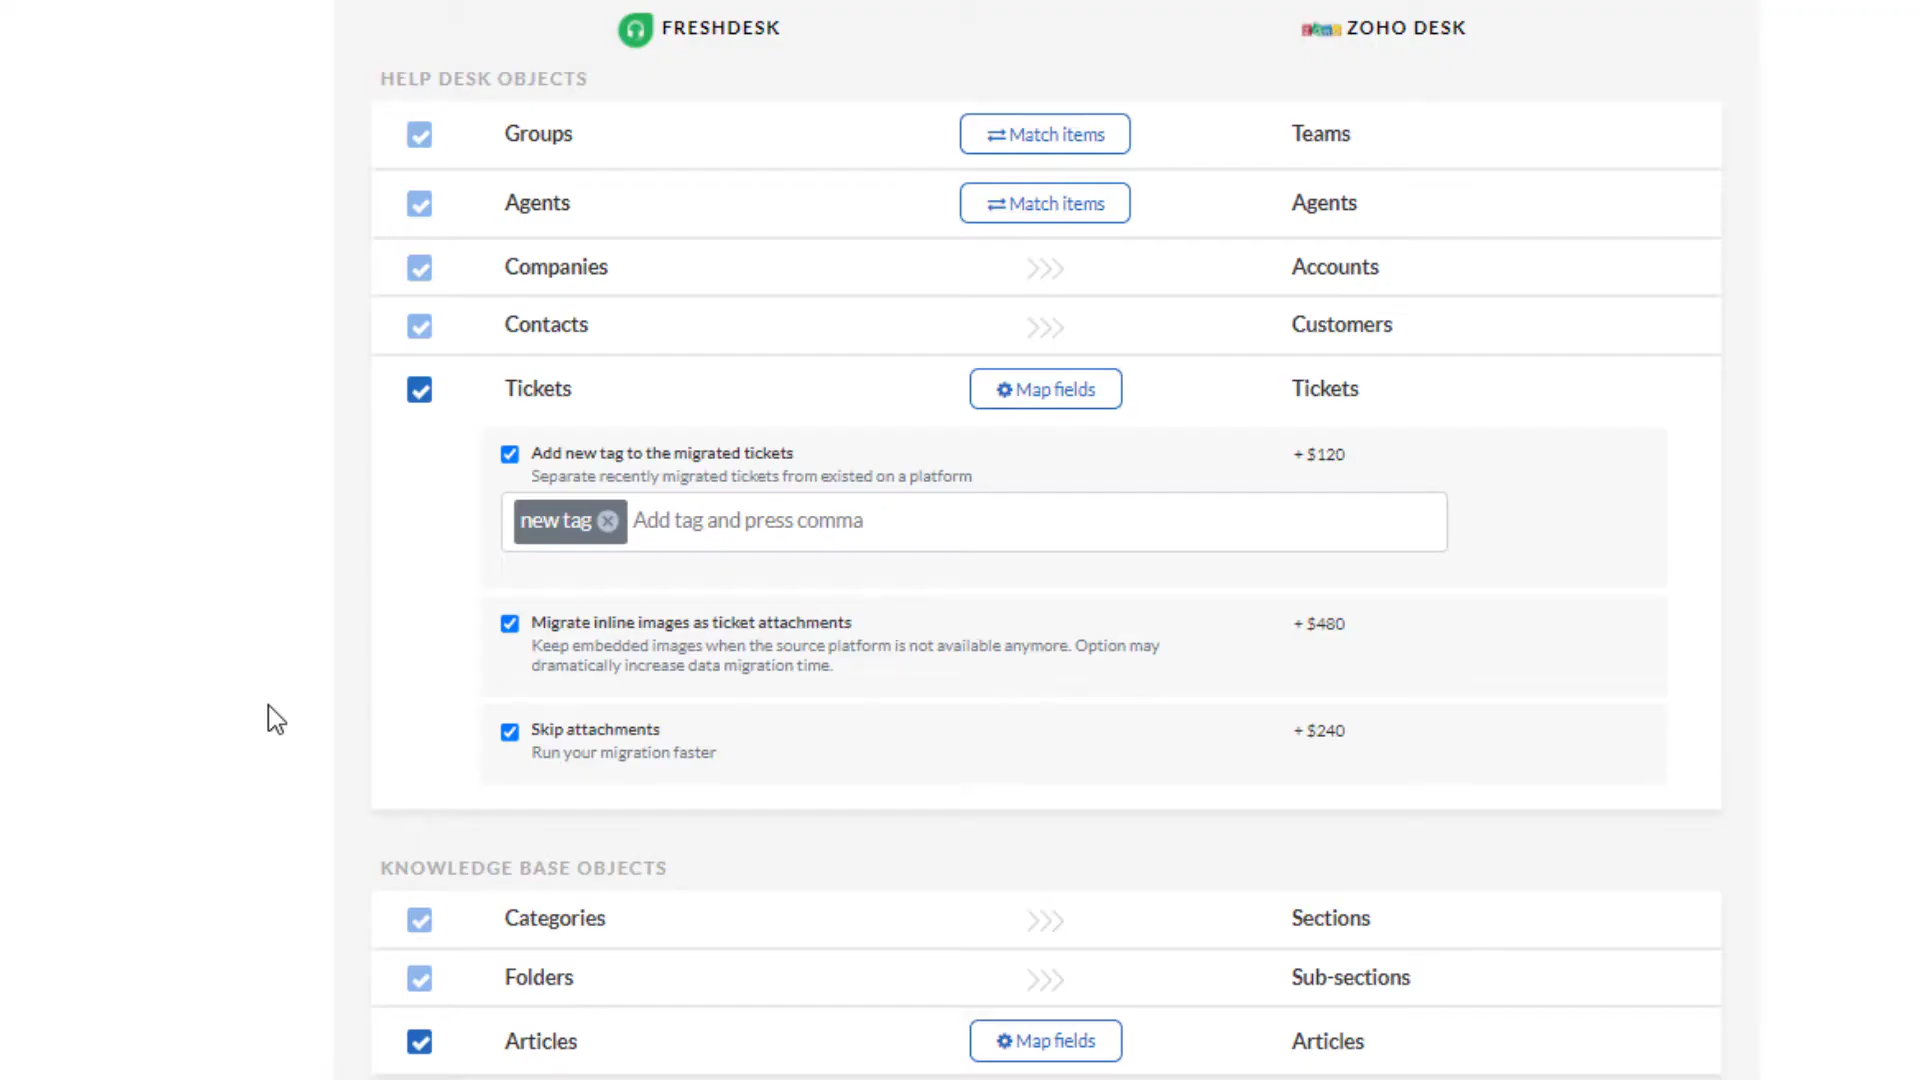 FRESHDESK ZOHO DESK
HELP DESK OBJECTS
Groups Match items Teams
Agents Match items Agents
Companies Accounts
Contacts Customers
Tickets Map fields Tickets
Add new tag to the migrated tickets + $120
Separate recently migrated tickets from existed on a platform
new tag Add tag and press comma
Migrate inline images as ticket attachments + $480
Keep embedded images when the source platform is not available anymore. Option may
dramatically increase data migration time.
Skip attachments + $240
Run your migration faster
KNOWLEDGE BASE OBJECTS
Categories Sections
Folders Sub-sections
Articles Map fields Articles